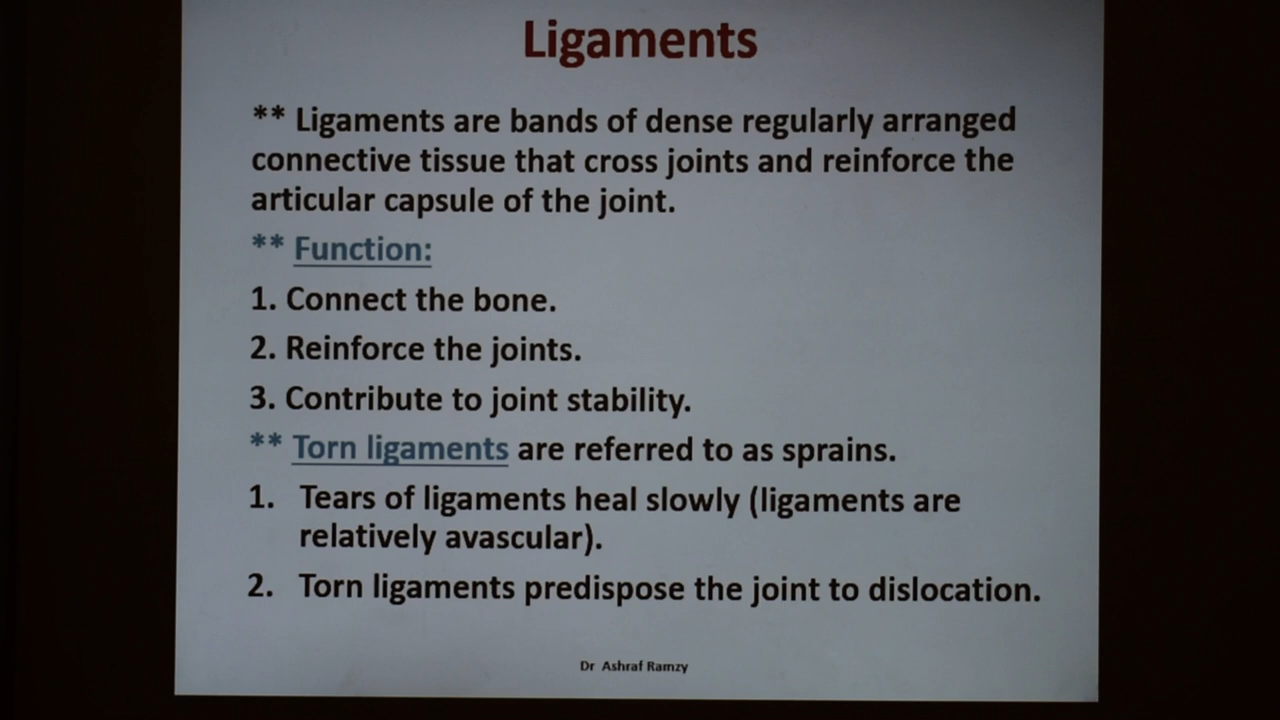 Ligaments
** Ligaments are bands of dense regularly arranged
connective tissue that cross joints and reinforce the
articular capsule of the joint.
** Function:
1. Connect the bone.
2. Reinforce the joints.
3. Contribute to joint stability.
** Torn ligaments are referred to as sprains.
1. Tears of ligaments heal slowly (ligaments are
relatively avascular).
2. Torn ligaments predispose the joint to dislocation.
Dr Ashraf Ramzy